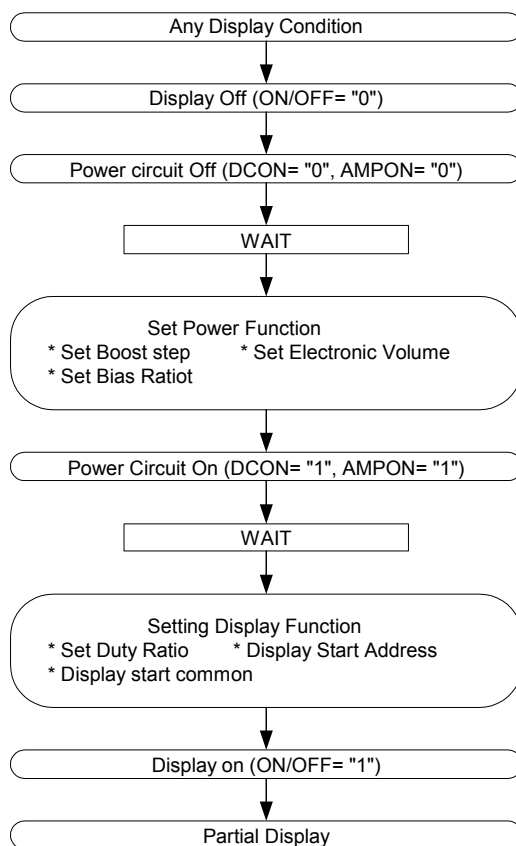 Any Display Condition
Display Off (ON/OFF= "0")
Power circuit Off (DCON= "0", AMPON= "0")
WAIT
Set Power Function
* Set Boost step * Set Electronic Volume
* Set Bias Ratiot
Power Circuit On (DCON= "1", AMPON= "1")
WAIT
Setting Display Function
* Set Duty Ratio * Display Start Address
* Display start common
Display on (ON/OFF= "1")
Partial Display